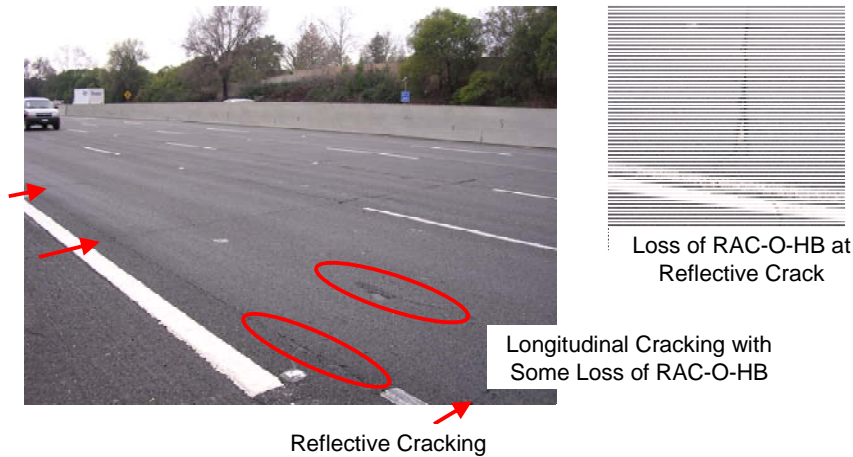 Loss of RAC-O-HB at
Reflective Crack
Longitudinal Cracking with
Some Loss of RAC-O-HB
Reflective Cracking